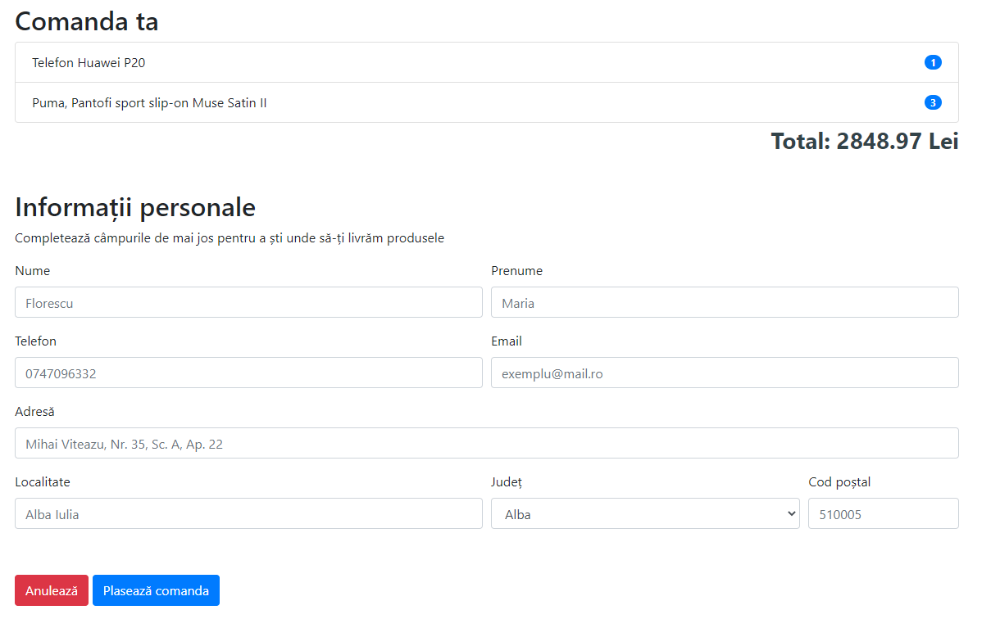 Comanda ta
Telefon Huawei P20 1
Puma, Pantofi sport slip-on Muse Satin II 3
Total: 2848.97 Lei
Informații personale
Completează câmpurile de mai jos pentru a ști unde să-ți livrăm produsele
Nume Prenume
Florescu Maria
Telefon Email
0747096332 exemplu@mail.ro
Adresă
Mihai Viteazu, Nr. 35, Sc. A, Ap. 22
Localitate Județ Cod poștal
Alba Iulia Alba 510005
Anulează Plasează comanda